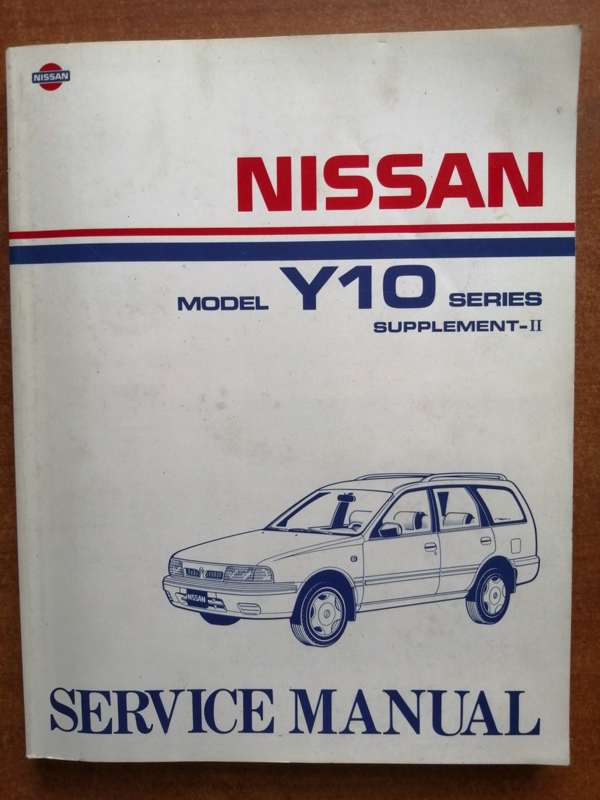 NISSAN
NISSAN
MODEL Y10 SERIES
SUPPLEMENT-II
NISSAN
SERVICE MANUAL